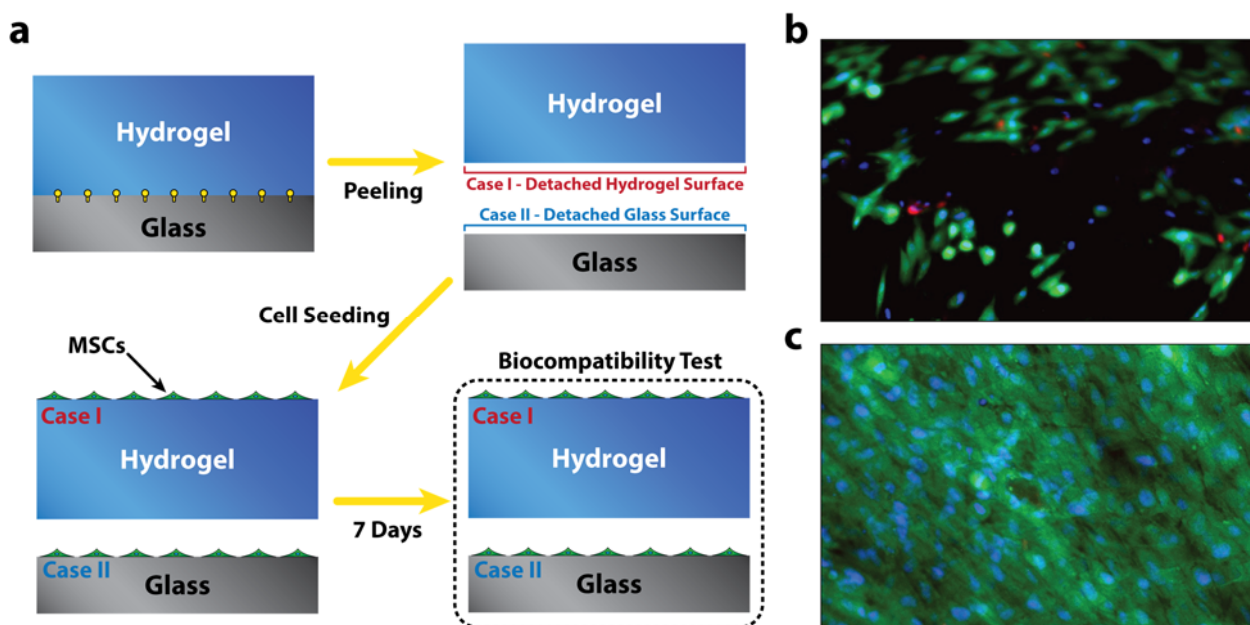 a
Hydrogel
Glass
Peeling
Hydrogel
Case I - Detached Hydrogel Surface
Case II - Detached Glass Surface
Glass
Cell Seeding
MSCs
Case I
Hydrogel
Case II
Glass
7 Days
Biocompatibility Test
Case I
Hydrogel
Case II
Glass
b
c